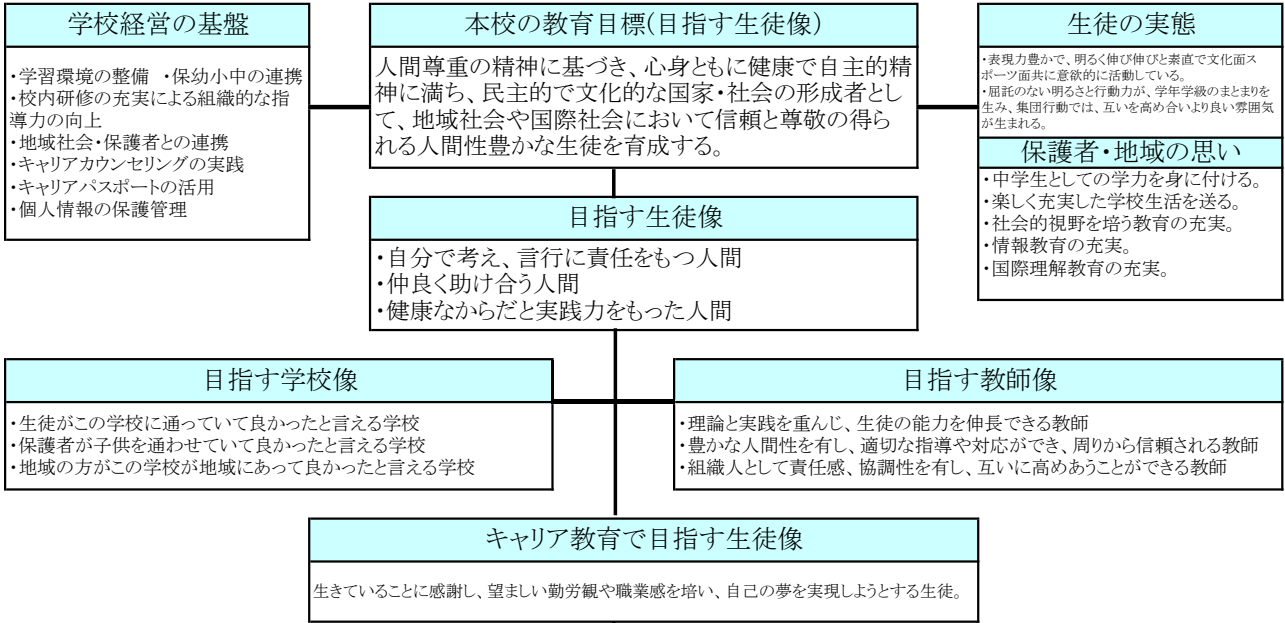 学校経営の基盤
・学習環境の整備　・保幼小中の連携
・校内研修の充実による組織的な指
導力の向上
・地域社会・保護者との連携
・キャリアカウンセリングの実践
・キャリアパスポートの活用
・個人情報の保護管理
本校の教育目標(目指す生徒像)
人間尊重の精神に基づき、心身ともに健康で自主的精
神に満ち、民主的で文化的な国家・社会の形成者とし
て、地域社会や国際社会において信頼と尊敬の得ら
れる人間性豊かな生徒を育成する。
生徒の実態
・表現力豊かで、明るく伸び伸びと素直で文化面ス
ポーツ面共に意欲的に活動している。
・屈託のない明るさと行動力が、学年学級のまとまりを
生み、集団行動では、互いを高め合いより良い雰囲気
が生まれる。
保護者・地域の思い
・中学生としての学力を身に付ける。
・楽しく充実した学校生活を送る。
・社会的視野を培う教育の充実。
・情報教育の充実。
・国際理解教育の充実。
目指す生徒像
・自分で考え、言行に責任をもつ人間
・仲良く助け合う人間
・健康なからだと実践力をもった人間
目指す学校像
・生徒がこの学校に通っていて良かったと言える学校
・保護者が子供を通わせていて良かったと言える学校
・地域の方がこの学校が地域にあって良かったと言える学校
目指す教師像
・理論と実践を重んじ、生徒の能力を伸長できる教師
・豊かな人間性を有し、適切な指導や対応ができ、周りから信頼される教師
・組織人として責任感、協調性を有し、互いに高めあうことができる教師
キャリア教育で目指す生徒像
生きていることに感謝し、望ましい勤労観や職業感を培い、自己の夢を実現しようとする生徒。